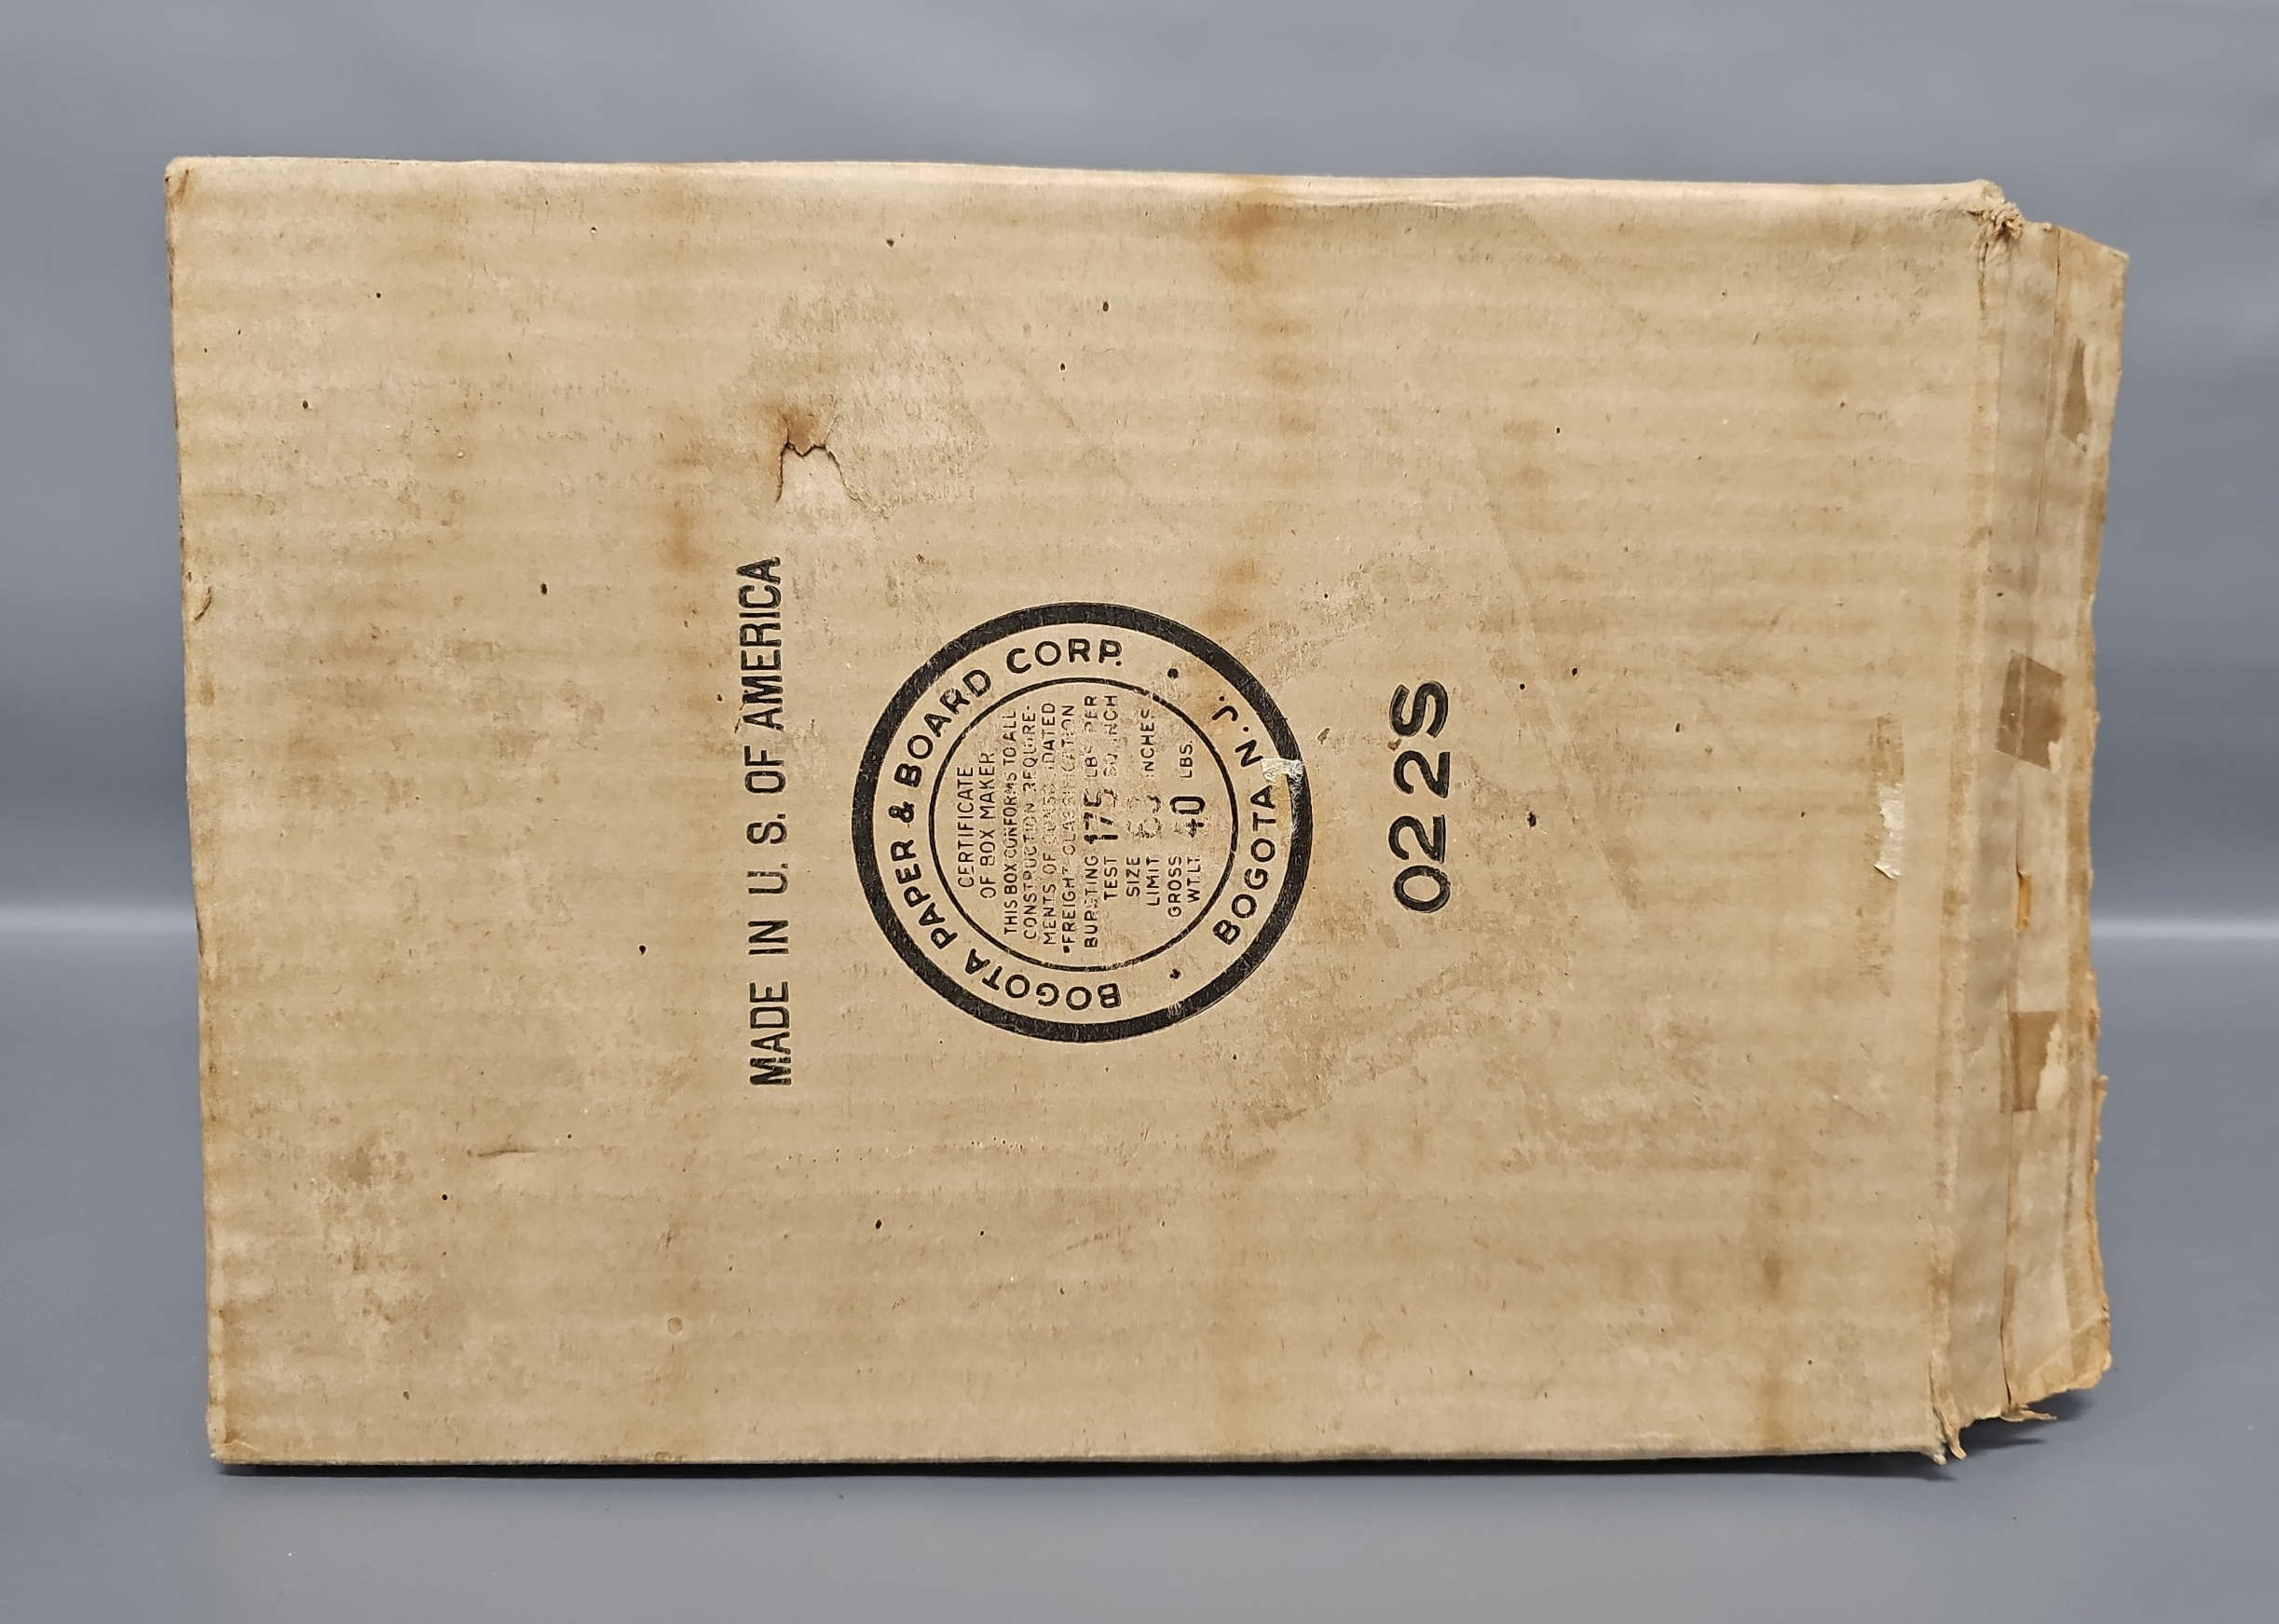 MADE IN U. S. OF AMERICA
BOGOTA PAPER & BOARD CORP.
CERTIFICATE
OF BOX MAKER
THIS BOX CONFORMS TO ALL
CONSTRUCTION REQUIRE-
MENTS OF CONSOLIDATED
"FREIGHT CLASSIFICATION
BURSTING 175 LBS. PER
TEST SQ. INCH
SIZE
LIMIT INCHES
GROSS
WT. LT. 40 LBS.
• BOGOTA N. J. •
022S